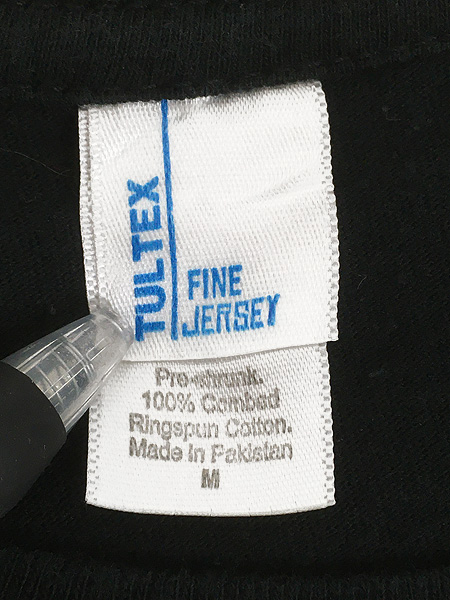 TULTEX
FINE
JERSEY
Pre-shrunk.
100% Combed
Ringspun Cotton.
Made In Pakistan
M